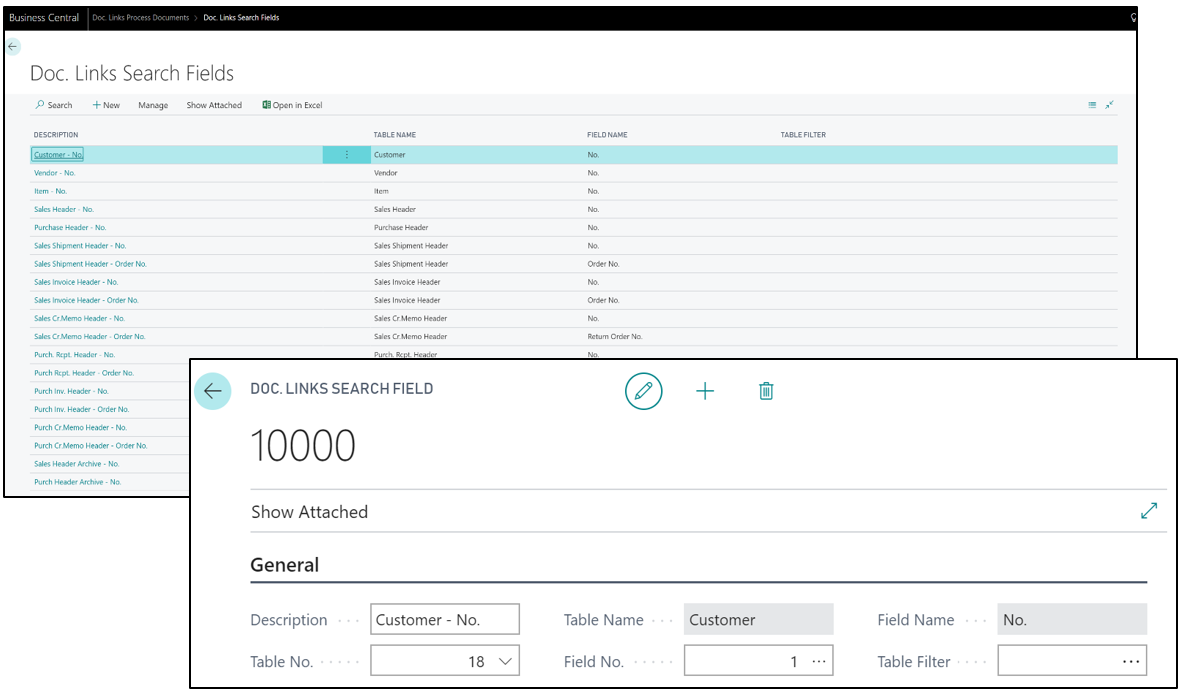 Business Central Doc. Links Process Documents > Doc. Links Search Fields
Doc. Links Search Fields
Search + New Manage Show Attached Open in Excel
DESCRIPTION TABLE NAME FIELD NAME TABLE FILTER
Customer - No. Customer No.
Vendor - No. Vendor No.
Item - No. Item No.
Sales Header - No. Sales Header No.
Purchase Header - No. Purchase Header No.
Sales Shipment Header - No. Sales Shipment Header No.
Sales Shipment Header - Order No. Sales Shipment Header Order No.
Sales Invoice Header - No. Sales Invoice Header No.
Sales Invoice Header - Order No. Sales Invoice Header Order No.
Sales Cr.Memo Header - No. Sales Cr.Memo Header No.
Sales Cr.Memo Header - Order No. Sales Cr.Memo Header Return Order No.
Purch. Rcpt. Header - No. Purch. Rcpt. Header No.
Purch Rcpt. Header - Order No.
Purch Inv. Header - No.
Purch Inv. Header - Order No.
Purch Cr.Memo Header - No.
Purch Cr.Memo Header - Order No.
Sales Header Archive - No.
Purch Header Archive - No.
DOC. LINKS SEARCH FIELD
10000
Show Attached
General
Description Customer - No. Table Name Customer Field Name No.
Table No. 18 Field No. 1 Table Filter